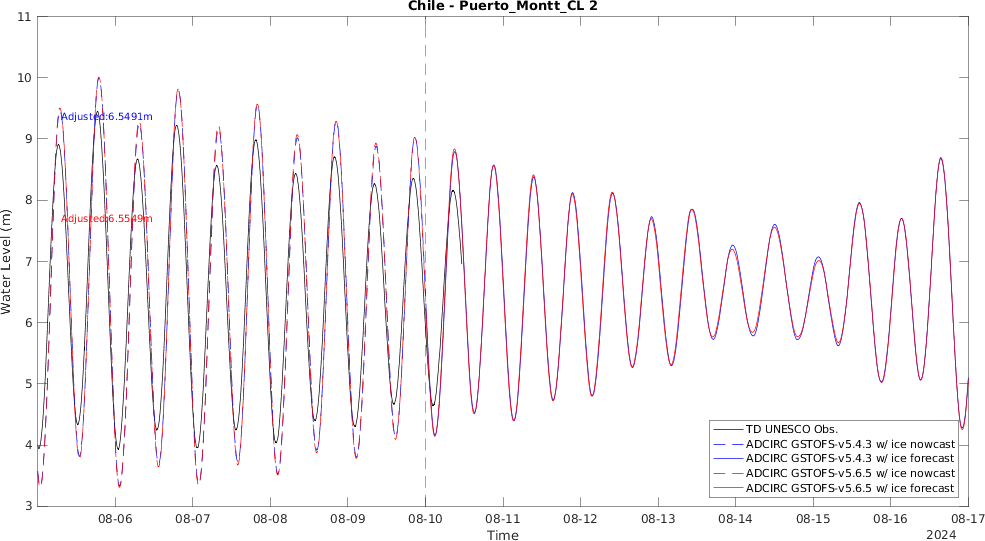 Chile - Puerto_Montt_CL 2
Water Level (m)
11
10
9
8
7
6
5
4
3
Adjusted:6.5491m
Adjusted:6.5549m
TD UNESCO Obs.
ADCIRC GSTOFS-v5.4.3 w/ ice nowcast
ADCIRC GSTOFS-v5.4.3 w/ ice forecast
ADCIRC GSTOFS-v5.6.5 w/ ice nowcast
ADCIRC GSTOFS-v5.6.5 w/ ice forecast
08-06 08-07 08-08 08-09 08-10 08-11 08-12 08-13 08-14 08-15 08-16 08-17
Time
2024